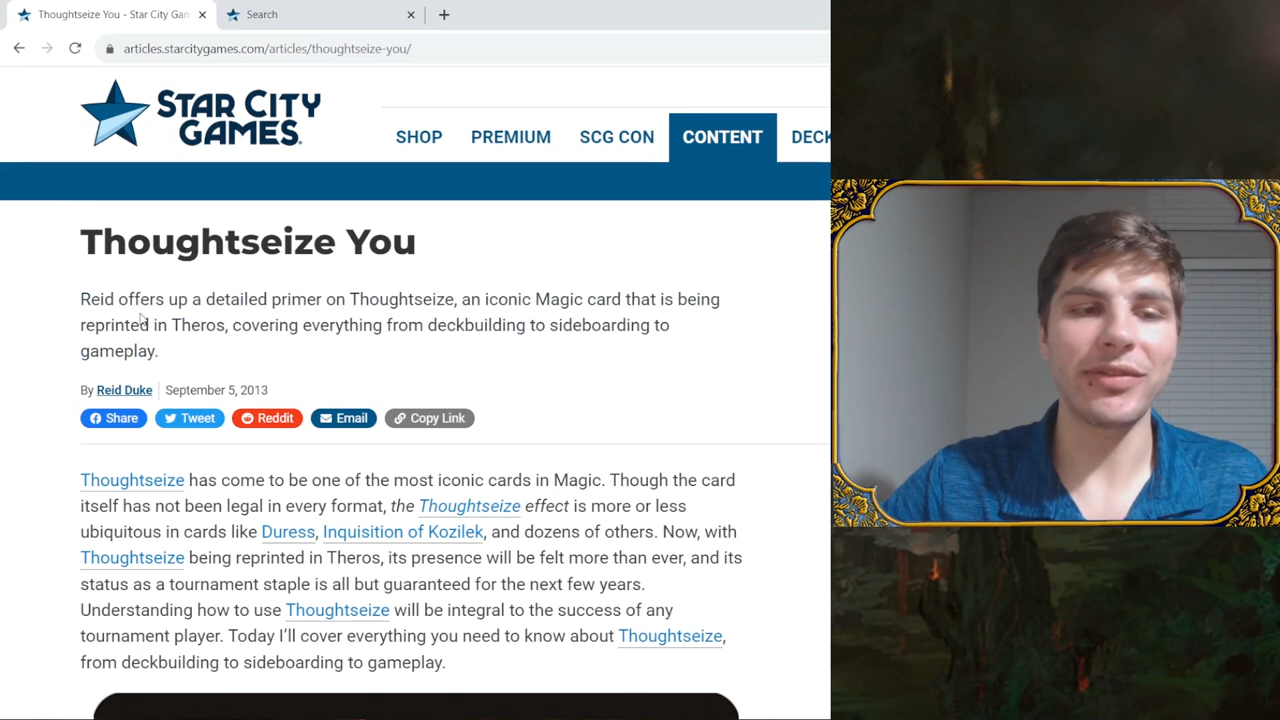 Thoughtseize You - Star City Gam
Search
articles.starcitygames.com/articles/thoughtseize-you/
STAR CITY
GAMES
SHOP PREMIUM SCG CON CONTENT DECK
Thoughtseize You
Reid offers up a detailed primer on Thoughtseize, an iconic Magic card that is being
reprinted in Theros, covering everything from deckbuilding to sideboarding to
gameplay.
By Reid Duke September 5, 2013
Share Tweet Reddit Email Copy Link
Thoughtseize has come to be one of the most iconic cards in Magic. Though the card
itself has not been legal in every format, the Thoughtseize effect is more or less
ubiquitous in cards like Duress, Inquisition of Kozilek, and dozens of others. Now, with
Thoughtseize being reprinted in Theros, its presence will be felt more than ever, and its
status as a tournament staple is all but guaranteed for the next few years.
Understanding how to use Thoughtseize will be integral to the success of any
tournament player. Today I'll cover everything you need to know about Thoughtseize,
from deckbuilding to sideboarding to gameplay.